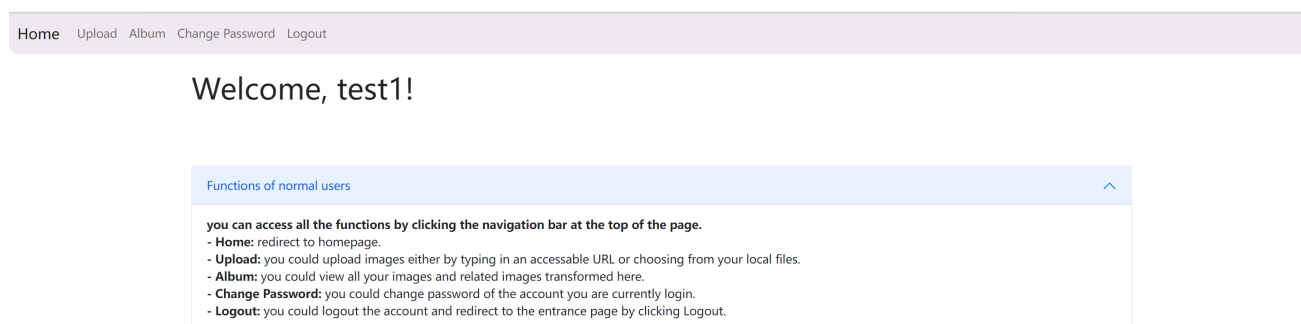 Home Upload Album Change Password Logout
Welcome, test1!
Functions of normal users
you can access all the functions by clicking the navigation bar at the top of the page.
- Home: redirect to homepage.
- Upload: you could upload images either by typing in an accessable URL or choosing from your local files.
- Album: you could view all your images and related images transformed here.
- Change Password: you could change password of the account you are currently login.
- Logout: you could logout the account and redirect to the entrance page by clicking Logout.